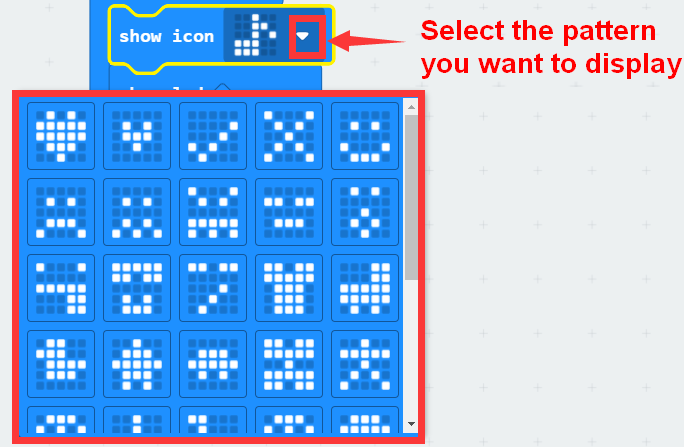 show icon
Select the pattern
you want to display